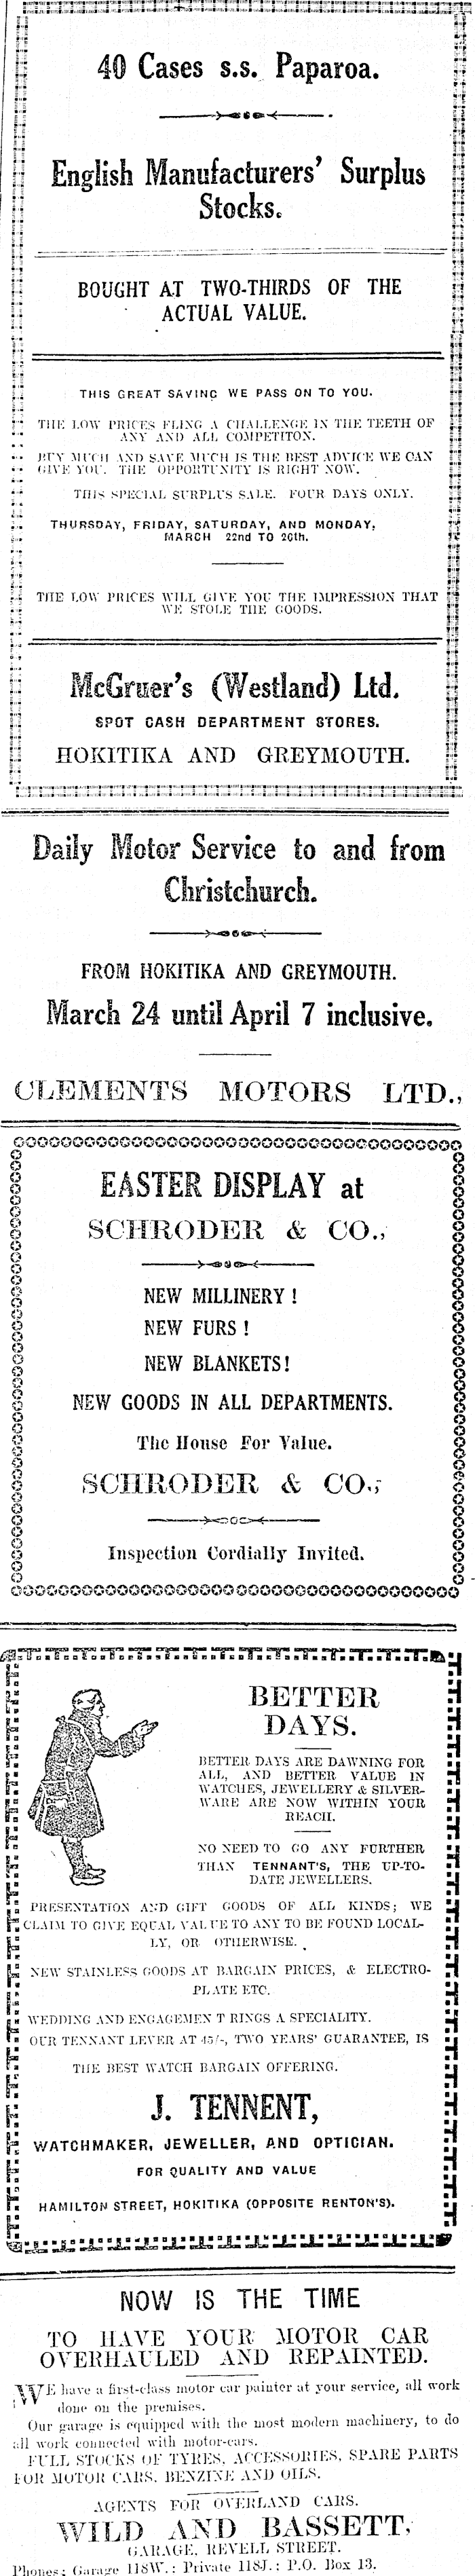 40 Cases s.s. Paparoa.
English Manufacturers' Surplus
Stocks.
BOUGHT AT TWO-THIRDS OF THE
ACTUAL VALUE.
THIS GREAT SAVING WE PASS ON TO YOU.
THE LOW PRICES FLING A CHALLENGE IN THE TEETH OF
ANY AND ALL COMPETITON.
BUY MUCH AND SAVE MUCH IS THE BEST ADVICE WE CAN
GIVE YOU. THE OPPORTUNITY IS RIGHT NOW.
THIS SPECIAL SURPLUS SALE. FOUR DAYS ONLY.
THURSDAY, FRIDAY, SATURDAY, AND MONDAY,
MARCH 22nd TO 26th.
THE LOW PRICES WILL GIVE YOU THE IMPRESSION THAT
WE STOLE THE GOODS.
McGruer's (Westland) Ltd.
SPOT CASH DEPARTMENT STORES.
HOKITIKA AND GREYMOUTH.
Daily Motor Service to and from
Christchurch.
FROM HOKITIKA AND GREYMOUTH.
March 24 until April 7 inclusive.
CLEMENTS MOTORS LTD.,
EASTER DISPLAY at
SCHRODER & CO.,
NEW MILLINERY!
NEW FURS!
NEW BLANKETS!
NEW GOODS IN ALL DEPARTMENTS.
The House For Value.
SCHRODER & CO.,
Inspection Cordially Invited.
BETTER
DAYS.
BETTER DAYS ARE DAWNING FOR
ALL, AND BETTER VALUE IN
WATCHES, JEWELLERY & SILVER-
WARE ARE NOW WITHIN YOUR
REACH.
NO NEED TO GO ANY FURTHER
THAN TENNANT'S, THE UP-TO-
DATE JEWELLERS.
PRESENTATION AND GIFT GOODS OF ALL KINDS; WE
CLAIM TO GIVE EQUAL VALUE TO ANY TO BE FOUND LOCAL-
LY, OR OTHERWISE.
NEW STAINLESS GOODS AT BARGAIN PRICES, & ELECTRO-
PLATE ETC.
WEDDING AND ENGAGEMEN T RINGS A SPECIALITY.
OUR TENNANT LEVER AT 45/-, TWO YEARS' GUARANTEE, IS
THE BEST WATCH BARGAIN OFFERING.
J. TENNENT,
WATCHMAKER, JEWELLER, AND OPTICIAN.
FOR QUALITY AND VALUE
HAMILTON STREET, HOKITIKA (OPPOSITE RENTON'S).
NOW IS THE TIME
TO HAVE YOUR MOTOR CAR
OVERHAULED AND REPAINTED.
WE have a first-class motor car painter at your service, all work
done on the premises.
Our garage is equipped with the most modern machinery, to do
all work connected with motor-cars.
FULL STOCKS OF TYRES, ACCESSORIES, SPARE PARTS
FOR MOTOR CARS, BENZINE AND OILS.
AGENTS FOR OVERLAND CARS.
WILD AND BASSETT,
GARAGE, REVELL STREET.
Phones: Garage 118W.: Private 118J.: P.O. Box 13.